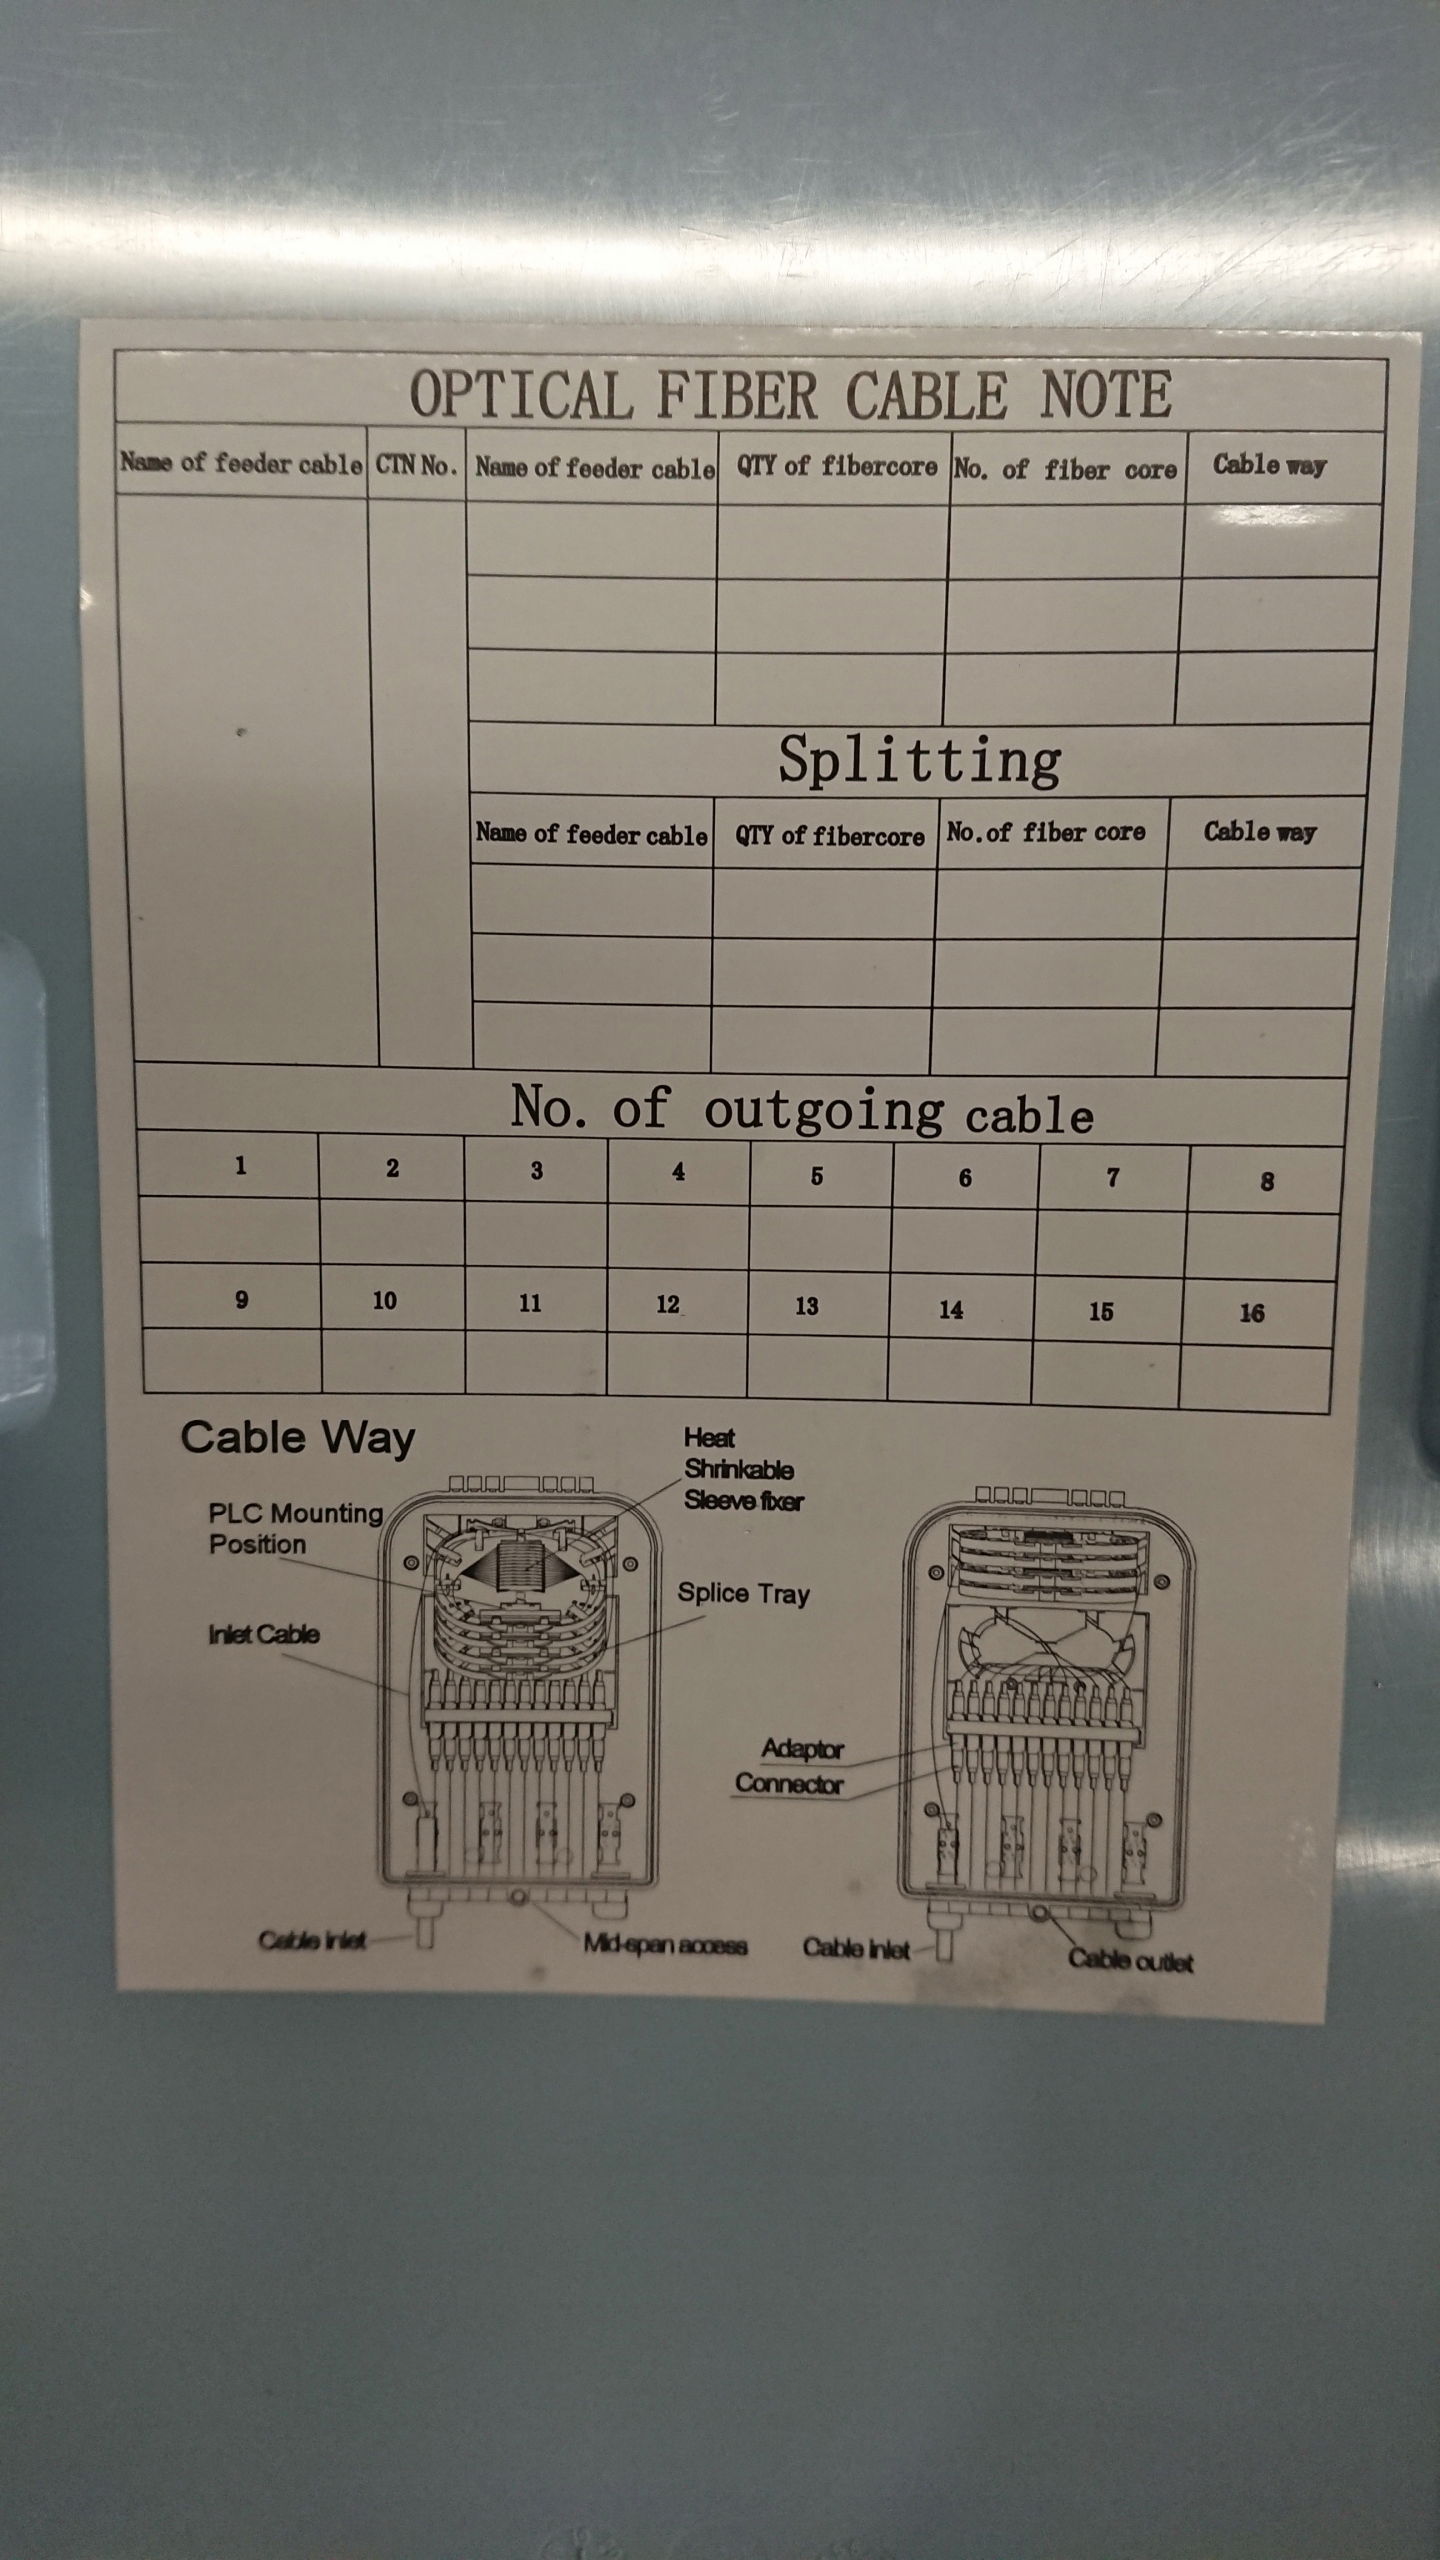 OPTICAL FIBER CABLE NOTE
Name of feeder cable CTN No. Name of feeder cable QTY of fibercore No. of fiber core Cable way
Splitting
Name of feeder cable QTY of fibercore No.of fiber core Cable way
No. of outgoing cable
1 2 3 4 5 6 7 8
9 10 11 12 13 14 15 16
Cable Way
Heat
Shrinkable
Sleeve fixer
PLC Mounting
Position
Splice Tray
Inlet Cable
Adaptor
Connector
Cable inlet
Mid-span access
Cable inlet
Cable outlet